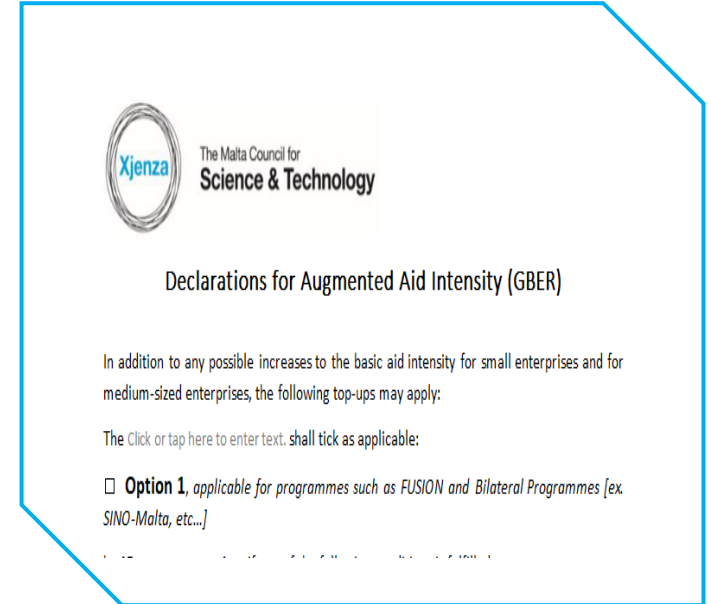 Xjenza
The Malta Council for
Science & Technology
Declarations for Augmented Aid Intensity (GBER)
In addition to any possible increases to the basic aid intensity for small enterprises and for
medium-sized enterprises, the following top-ups may apply:
The Click or tap here to enter text. shall tick as applicable:
☐ Option 1, applicable for programmes such as FUSION and Bilateral Programmes [ex.
SINO-Malta, etc...]